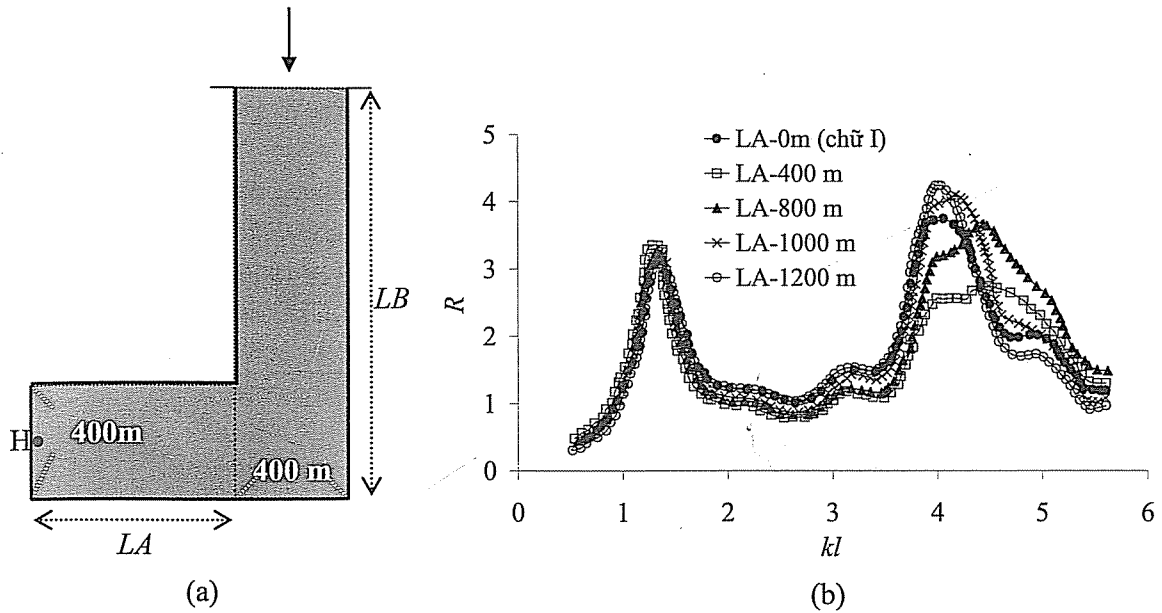 LB
H
400m
400 m
LA
(a)
5
4
3
2
1
0
R
LA-0m (chữ I)
LA-400 m
LA-800 m
LA-1000 m
LA-1200 m
0 1 2 3 4 5 6
kl
(b)